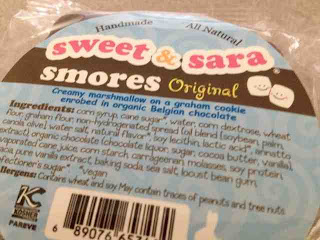 Handmade All Natural
sweet & sara
smores Original
Creamy marshmallow on a graham cookie
enrobed in organic Belgian chocolate
Ingredients: corn syrup, cane sugar*, water, corn dextrose, wheat
flour, graham flour, non-hydrogenated spread (oil blend (soybean, palm,
canola olive) water, salt, natural flavor* soy lecithin, lactic acid), annatto
extract) organic chocolate (chocolate liquor, sugar, cocoa butter, vanilla),
evaporated cane juice, corn starch, carrageenan, molasses, soy protein,
pure vanilla extract, baking soda, sea salt, locust bean gum,
confectioner's sugar* *vegan
Contains wheat and soy. May contain traces of peanuts and tree nuts
K
KOSHER
PAREVE
6 89076